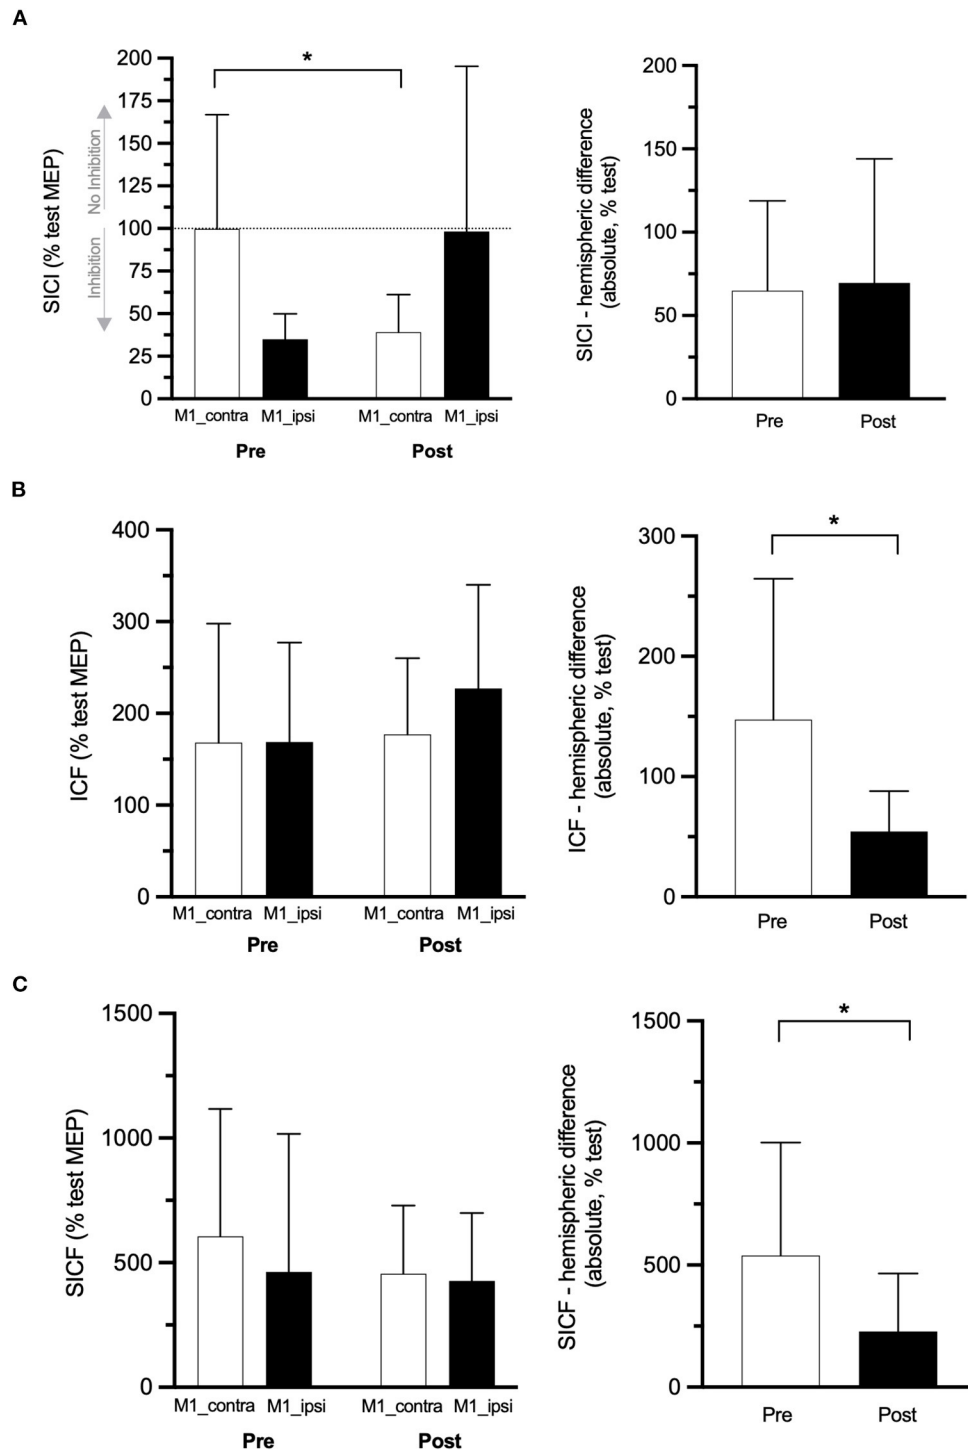 A
SICI (% test MEP)
No Inhibition
Inhibition
200
175
150
125
100
75
50
25
0
*
M1_contra M1_ipsi M1_contra M1_ipsi
Pre Post
SICI - hemispheric difference
(absolute, % test)
200
150
100
50
0
Pre Post
B
ICF (% test MEP)
400
300
200
100
0
M1_contra M1_ipsi M1_contra M1_ipsi
Pre Post
ICF - hemispheric difference
(absolute, % test)
300
200
100
0
*
Pre Post
C
SICF (% test MEP)
1500
1000
500
0
M1_contra M1_ipsi M1_contra M1_ipsi
Pre Post
SICF - hemispheric difference
(absolute, % test)
1500
1000
500
0
*
Pre Post